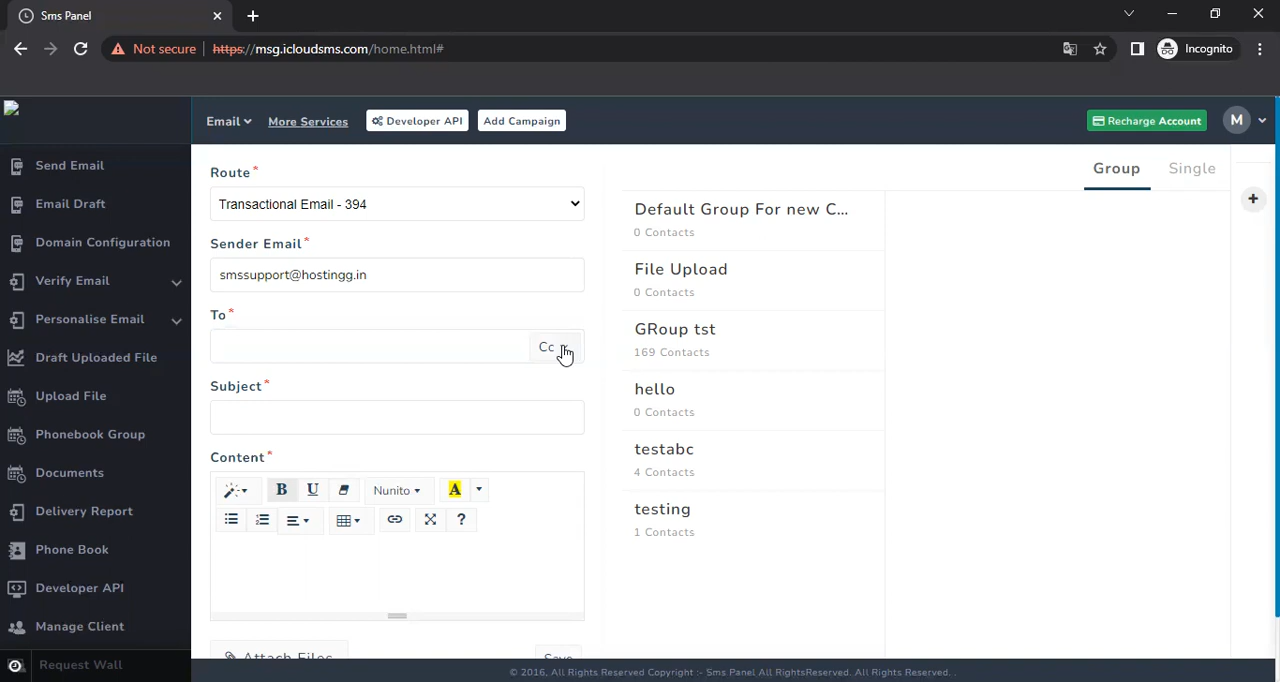 Sms Panel
Not secure https://msg.icloudsms.com/home.html#
Incognito
Email
More Services
Developer API
Add Campaign
Recharge Account
M
Send Email
Email Draft
Domain Configuration
Verify Email
Personalise Email
Draft Uploaded File
Upload File
Phonebook Group
Documents
Delivery Report
Phone Book
Developer API
Manage Client
Request Wall
Route*
Transactional Email - 394
Sender Email*
smssupport@hostingg.in
To*
Cc
Subject*
Content*
B U Nunito A
?
Attach Files
Save
Group
Single
Default Group For new C...
0 Contacts
File Upload
0 Contacts
GRoup tst
169 Contacts
hello
0 Contacts
testabc
4 Contacts
testing
1 Contacts
© 2016, All Rights Reserved Copyright :- Sms Panel All RightsReserved. All Rights Reserved. .